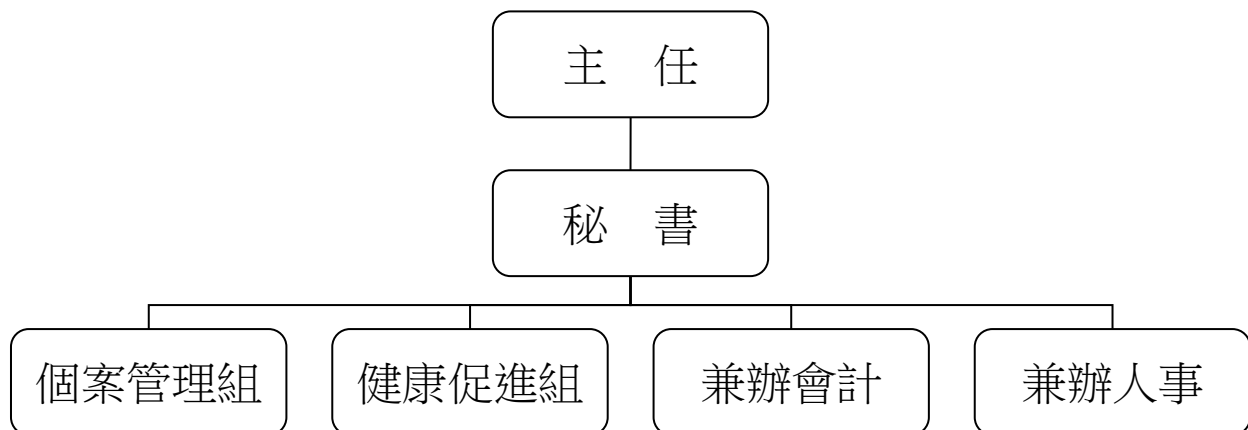 主　任
秘　書
個案管理組
健康促進組
兼辦會計
兼辦人事